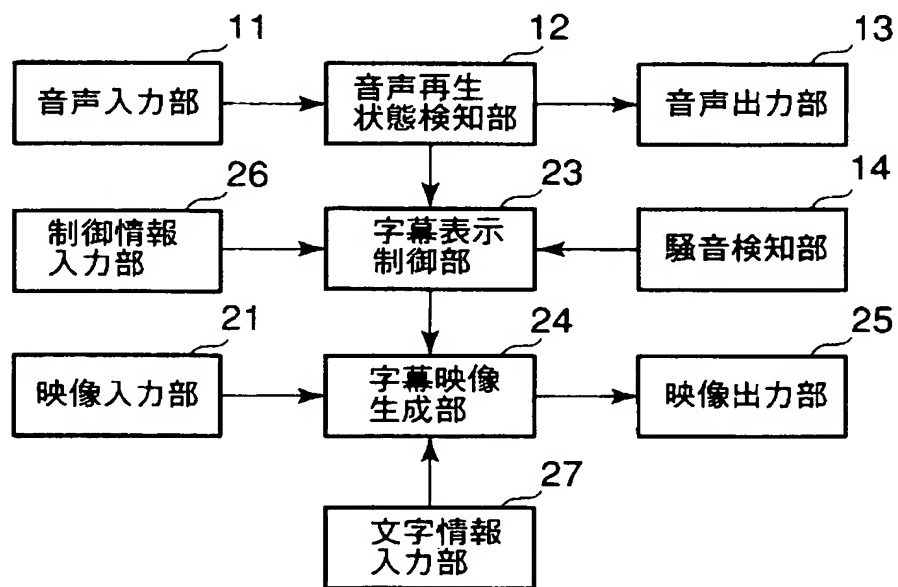 11
音声入力部
12
音声再生
状態検知部
13
音声出力部
26
制御情報
入力部
23
字幕表示
制御部
14
騒音検知部
21
映像入力部
24
字幕映像
生成部
25
映像出力部
27
文字情報
入力部